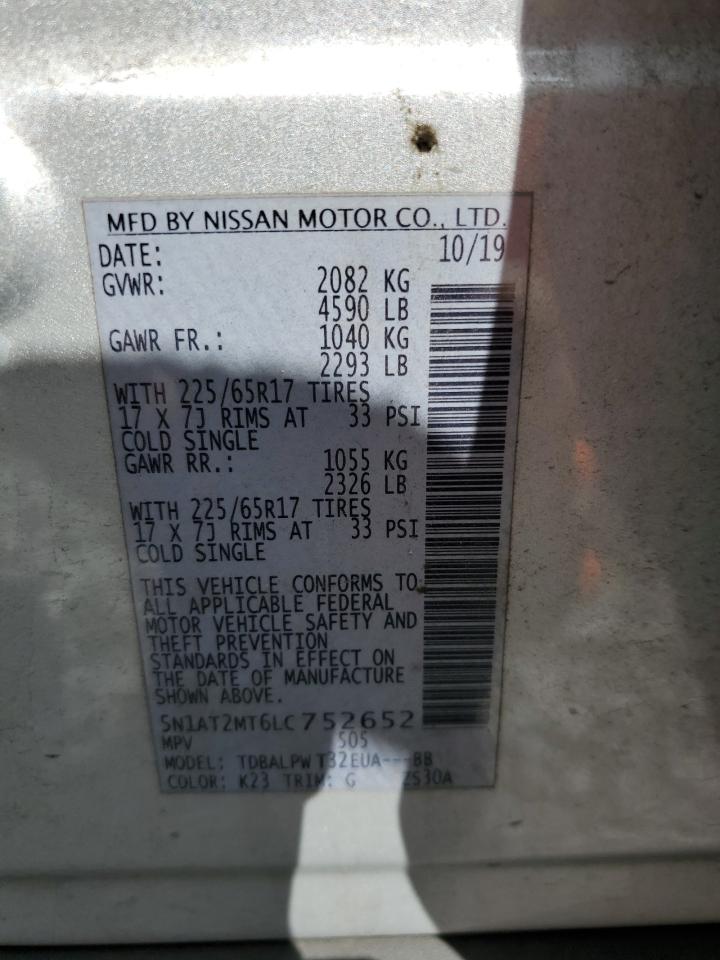 MFD BY NISSAN MOTOR CO., LTD.
DATE: 10/19
GVWR: 2082 KG
4590 LB
GAWR FR.: 1040 KG
2293 LB
WITH 225/65R17 TIRES
17 X 7J RIMS AT 33 PSI
COLD SINGLE
GAWR RR.: 1055 KG
2326 LB
WITH 225/65R17 TIRES
17 X 7J RIMS AT 33 PSI
COLD SINGLE
THIS VEHICLE CONFORMS TO
ALL APPLICABLE FEDERAL
MOTOR VEHICLE SAFETY AND
THEFT PREVENTION
STANDARDS IN EFFECT ON
THE DATE OF MANUFACTURE
SHOWN ABOVE.
5N1AT2MT6LC752652
MPV 505
MODEL: TDBALPW T32EUA---BB
COLOR: K23 TRIM: G ZS30A